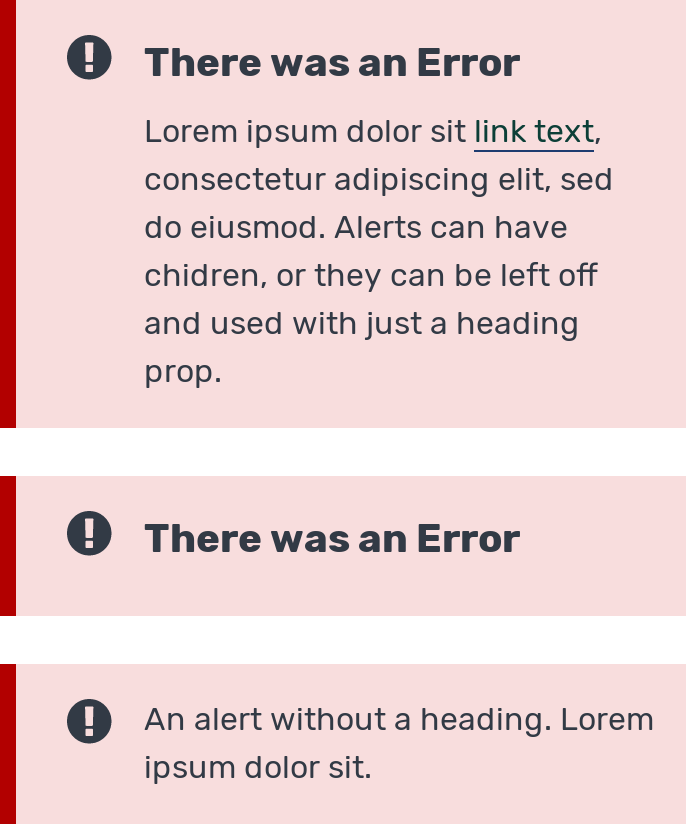 There was an Error
Lorem ipsum dolor sit link text,
consectetur adipiscing elit, sed
do eiusmod. Alerts can have
chidren, or they can be left off
and used with just a heading
prop.
There was an Error
An alert without a heading. Lorem
ipsum dolor sit.